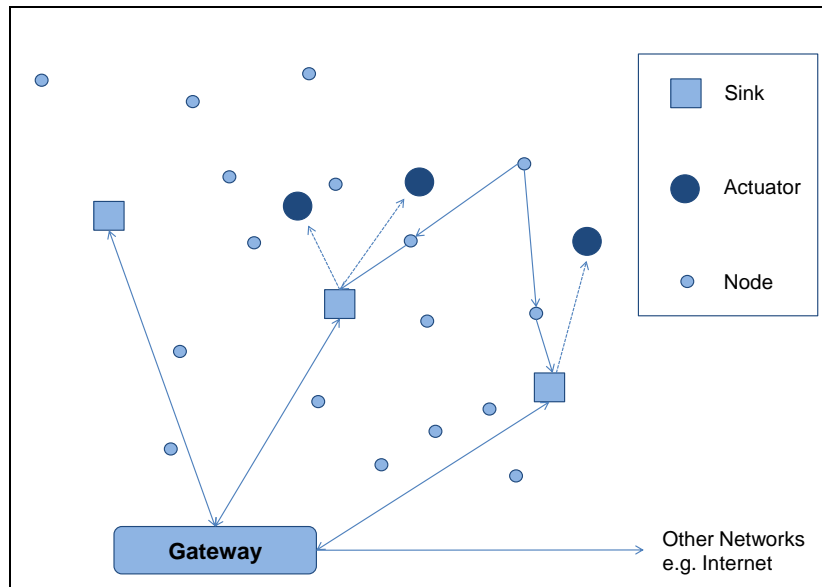 Sink
Actuator
Node
Gateway
Other Networks
e.g. Internet